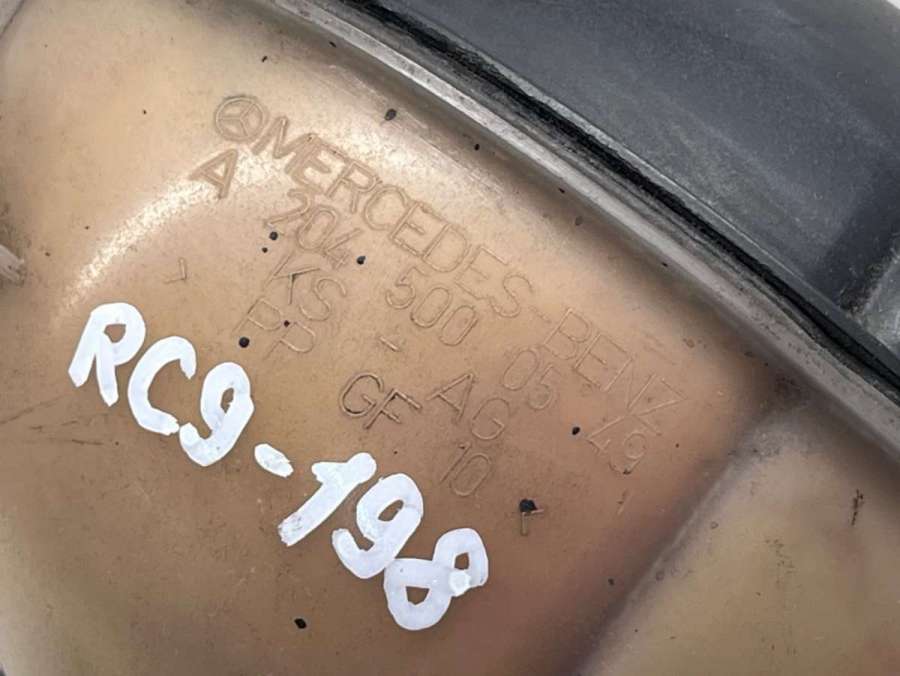 MERCEDES-BENZ
A 204 500 05 49
KS - AG
PP GF 10
RC9-198